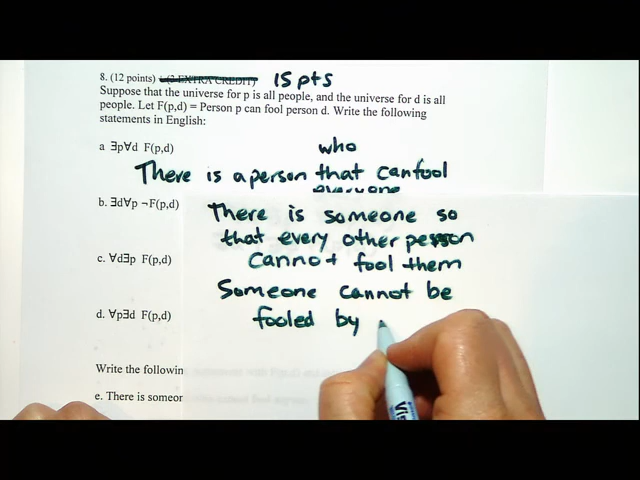 8. (12 points) (2 EXTRA CREDIT) 15 pts
Suppose that the universe for p is all people, and the universe for d is all
people. Let F(p,d) = Person p can fool person d. Write the following
statements in English:
a ∃p∀d F(p,d)
who
There is a person that can fool
everyone
b. ∃d∀p ¬F(p,d)
There is someone so
that every other person
cannot fool them
c. ∀d∃p F(p,d)
Someone cannot be
fooled by
d. ∀p∃d F(p,d)
Write the followin
e. There is someon
Vis